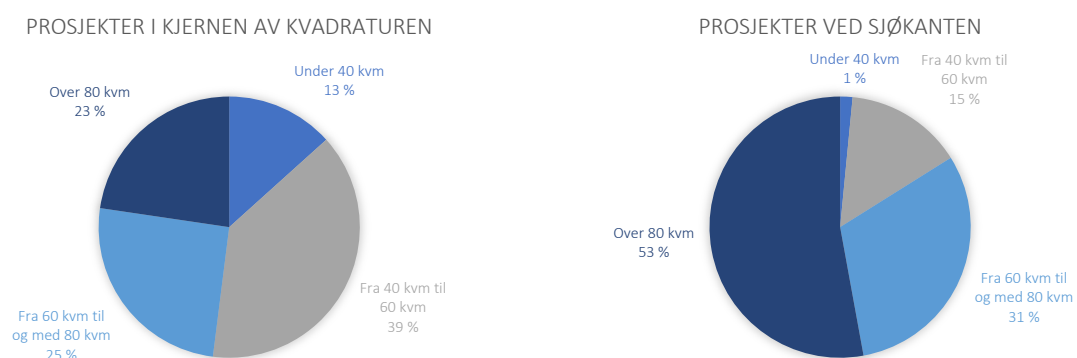 PROSJEKTER I KJERNEN AV KVADRATUREN
Under 40 kvm
13 %
Over 80 kvm
23 %
Fra 40 kvm til
60 kvm
39 %
Fra 60 kvm til
og med 80 kvm
25 %
PROSJEKTER VED SJØKANTEN
Under 40 kvm
1 %
Fra 40 kvm til
60 kvm
15 %
Over 80 kvm
53 %
Fra 60 kvm til
og med 80 kvm
31 %